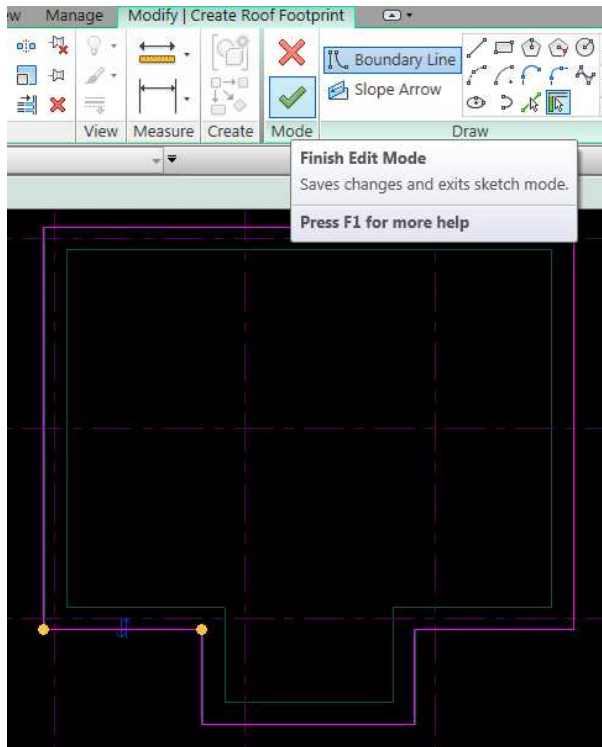 ew Manage Modify | Create Roof Footprint
Boundary Line
Slope Arrow
View Measure Create Mode Draw
Finish Edit Mode
Saves changes and exits sketch mode.
Press F1 for more help